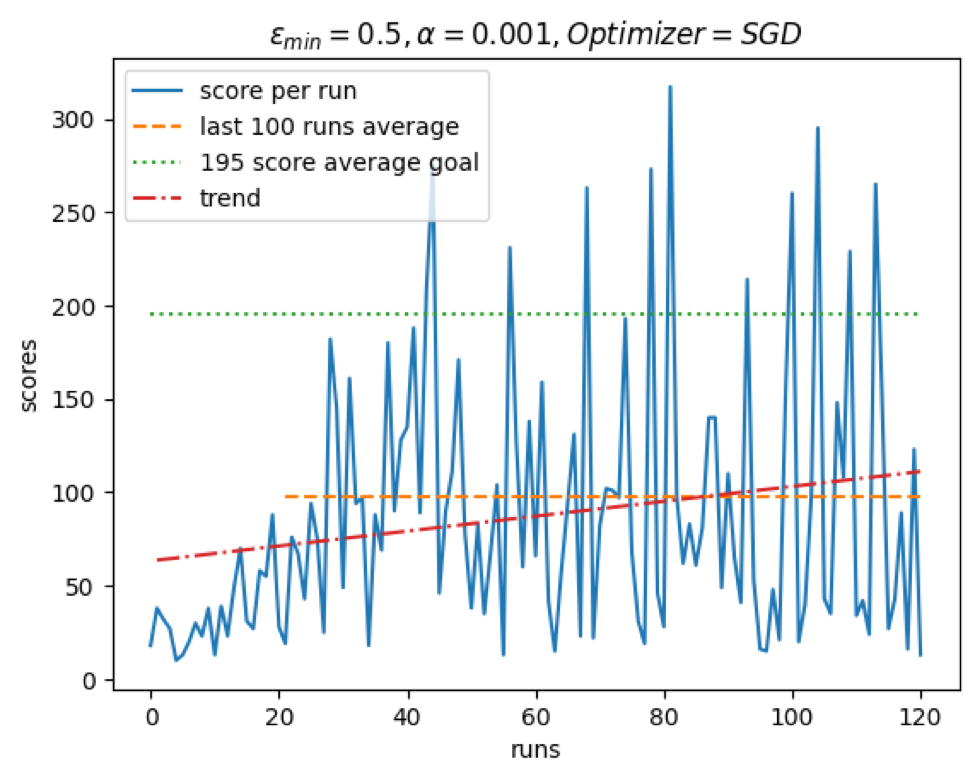 ε_min = 0.5, α = 0.001, Optimizer = SGD
score per run
last 100 runs average
195 score average goal
trend
300
250
200
150
100
50
0
scores
0 20 40 60 80 100 120
runs